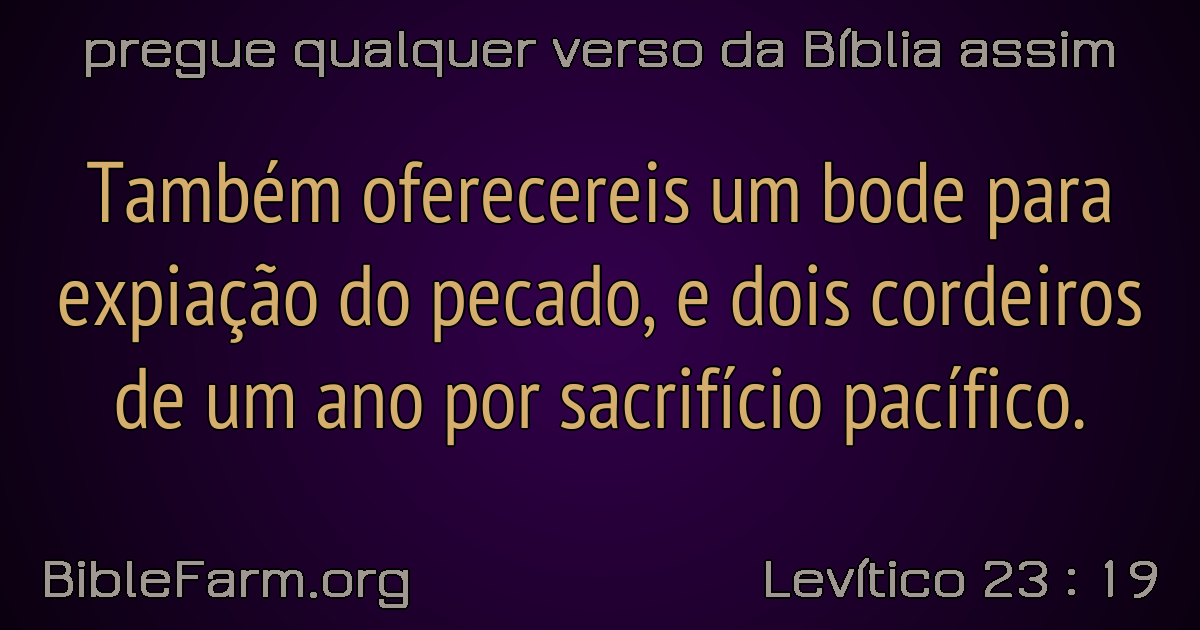 pregue qualquer verso da Bíblia assim
Também oferecereis um bode para
expiação do pecado, e dois cordeiros
de um ano por sacrifício pacífico.
BibleFarm.org
Levítico 23 : 19